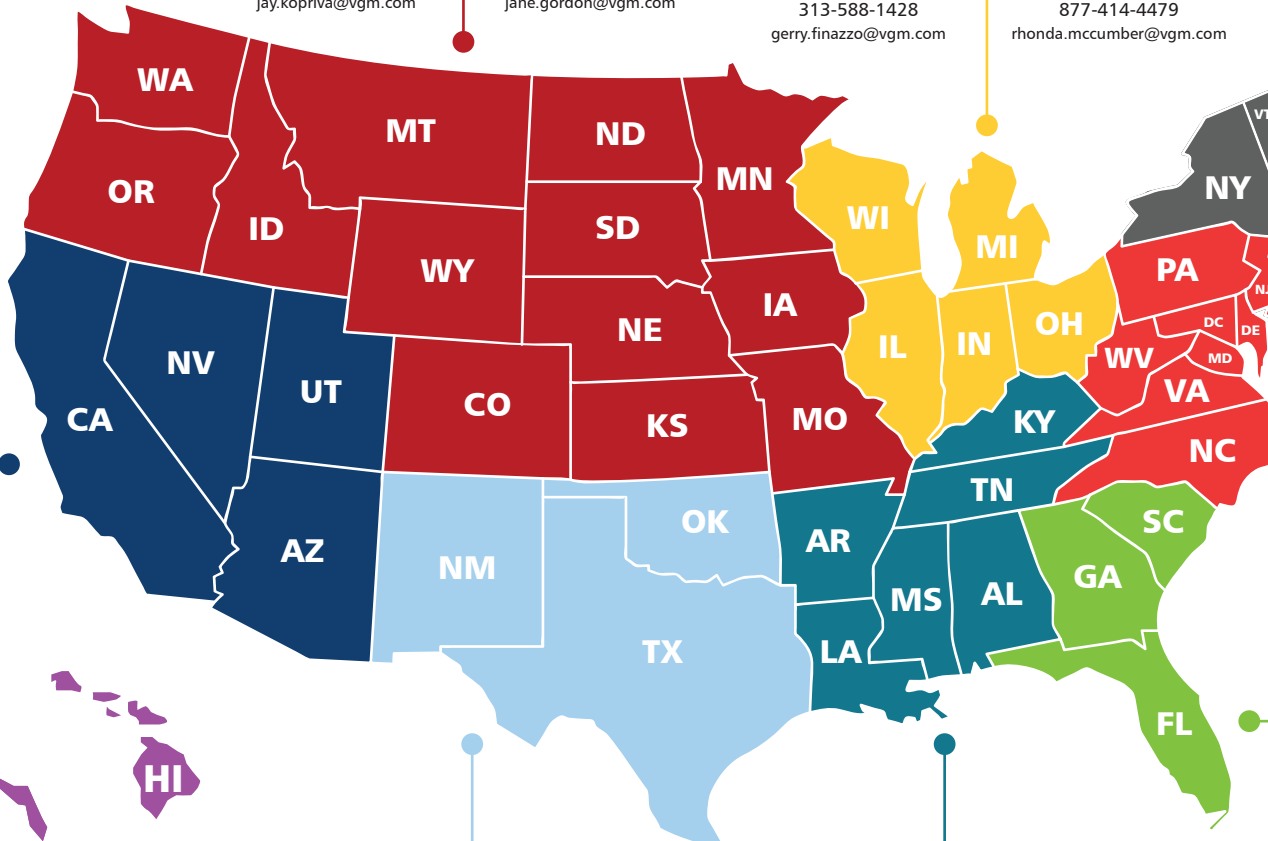 jay.kopriva@vgm.com
jane.gordon@vgm.com
313-588-1428
877-414-4479
gerry.finazzo@vgm.com
rhonda.mccumber@vgm.com
WA
MT
ND
MN
OR
ID
SD
WY
WI
MI
NY
VT
PA
IA
NE
NJ
OH
DC
DE
IL
IN
WV
MD
NV
UT
CO
KS
MO
VA
CA
KY
NC
TN
OK
SC
AR
AZ
NM
GA
MS
AL
TX
LA
FL
HI